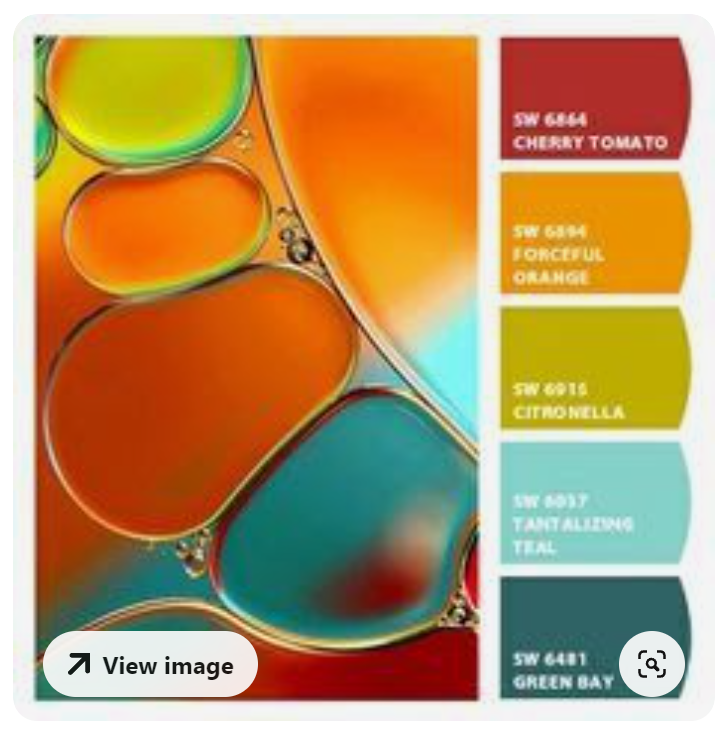 SW 6864
CHERRY TOMATO
SW 6894
FORCEFUL
ORANGE
SW 6915
CITRONELLA
SW 6937
TANTALIZING
TEAL
SW 6481
GREEN BAY
View image